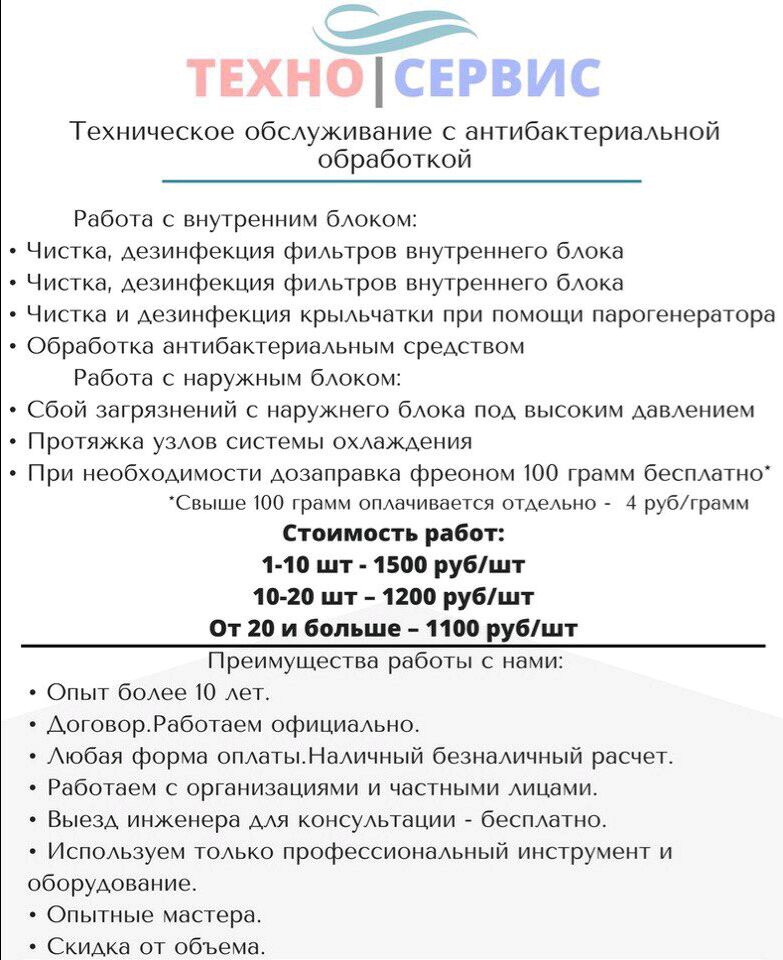 ТЕХНО|СЕРВИС
Техническое обслуживание с антибактериальной
обработкой
Работа с внутренним блоком:
• Чистка, дезинфекция фильтров внутреннего блока
• Чистка, дезинфекция фильтров внутреннего блока
• Чистка и дезинфекция крыльчатки при помощи парогенератора
• Обработка антибактериальным средством
Работа с наружным блоком:
• Сбой загрязнений с наружнего блока под высоким давлением
• Протяжка узлов системы охлаждения
• При необходимости дозаправка фреоном 100 грамм бесплатно*
*Свыше 100 грамм оплачивается отдельно - 4 руб/грамм
Стоимость работ:
1-10 шт - 1500 руб/шт
10-20 шт – 1200 руб/шт
От 20 и больше – 1100 руб/шт
Преимущества работы с нами:
• Опыт более 10 лет.
• Договор.Работаем официально.
• Любая форма оплаты.Наличный безналичный расчет.
• Работаем с организациями и частными лицами.
• Выезд инженера для консультации - бесплатно.
• Используем только профессиональный инструмент и
оборудование.
• Опытные мастера.
• Скидка от объема.